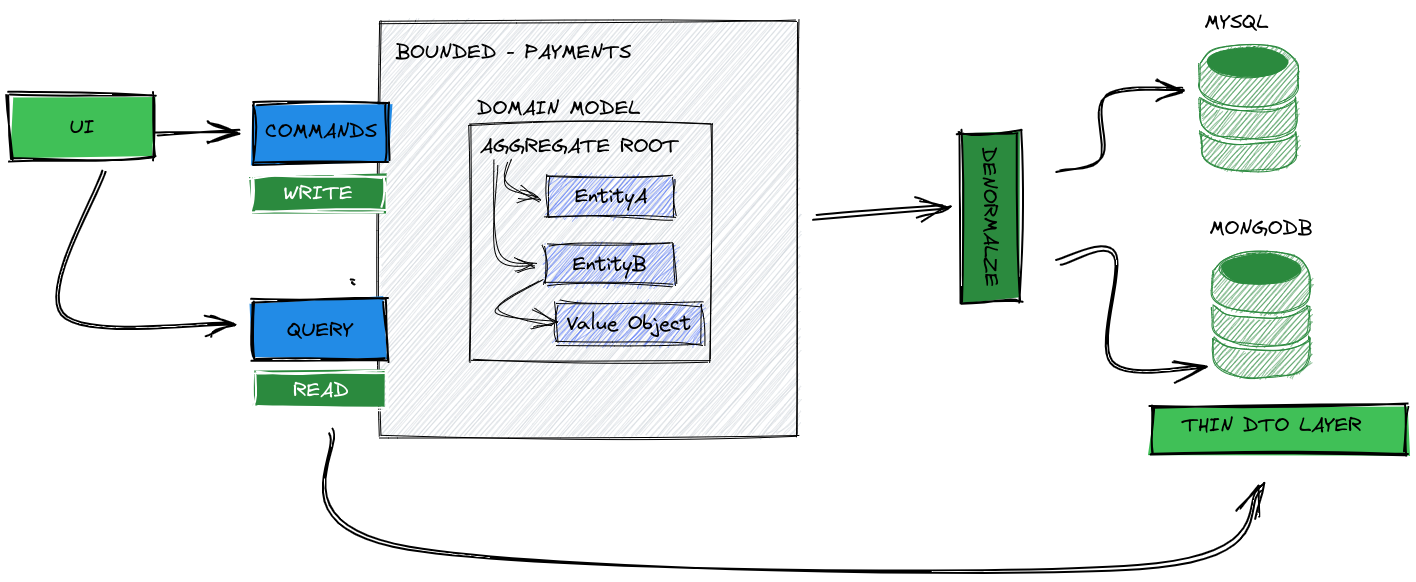 MYSQL
BOUNDED - PAYMENTS
DOMAIN MODEL
UI
COMMANDS
AGGREGATE ROOT
WRITE
EntityA
DENORMALZE
MONGODB
EntityB
QUERY
Value Object
READ
THIN DTO LAYER